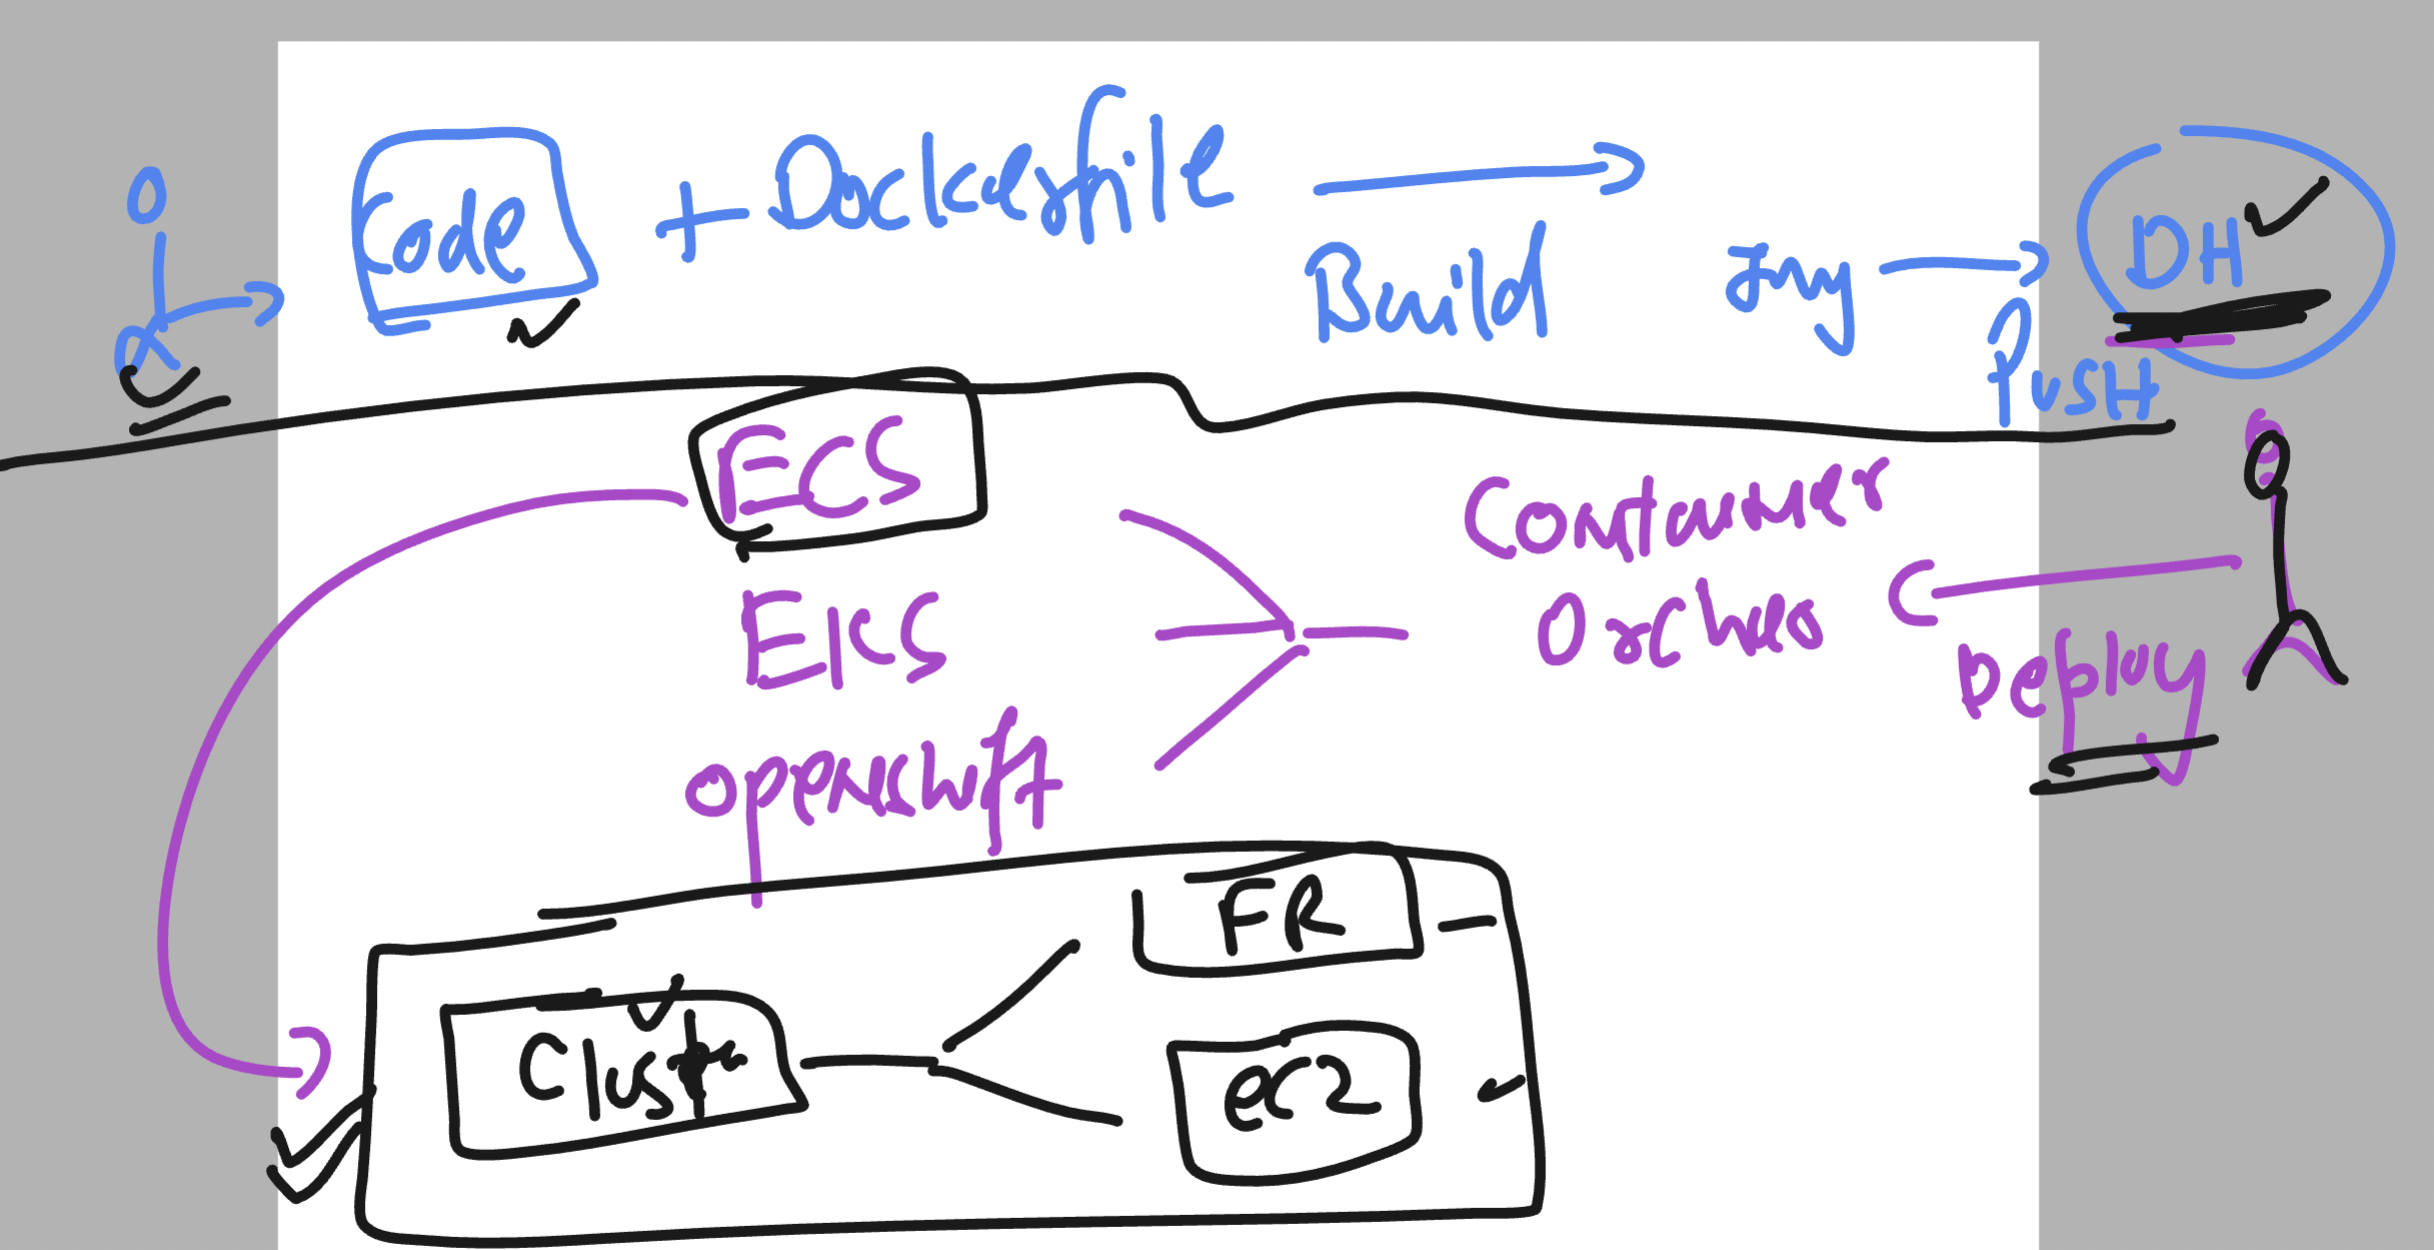 Code + Dockerfile
Build
Img
DH
PUSH
ECS
Container
EKS
Orches
Deploy
openshift
FR
Cluster
ec2